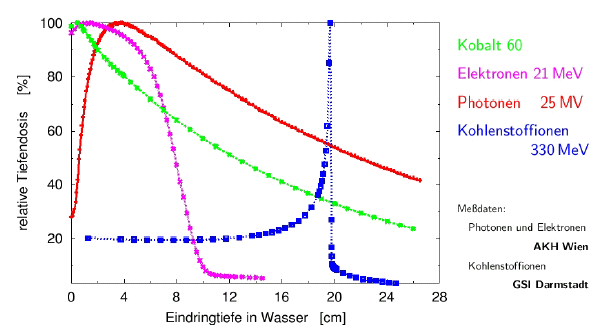 relative Tiefendosis [%]
100
80
60
40
20
0 4 8 12 16 20 24 28
Eindringtiefe in Wasser [cm]
Kobalt 60
Elektronen 21 MeV
Photonen 25 MV
Kohlenstoffionen
330 MeV
Meßdaten:
Photonen und Elektronen
AKH Wien
Kohlenstoffionen
GSI Darmstadt